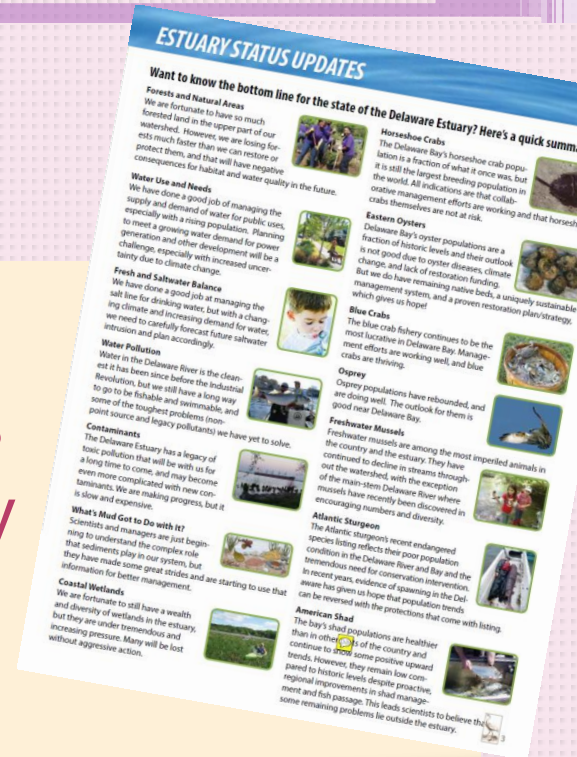 ESTUARY STATUS UPDATES
Want to know the bottom line for the state of the Delaware Estuary? Here's a quick
Forests and Natural Areas
We are fortunate to have so much
forested land in the upper part of our
watershed. However, we are losing for-
ests much faster than we can restore or
protect them, and that will have negative
consequences for habitat and water quality in the future.
Water Use and Needs
We have done a good job of managing the
supply and demand of water for public uses,
especially with a rising population. Planning
to meet a growing water demand for power
generation and other development will be a
challenge, especially with increased uncer-
tainty due to climate change.
Fresh and Saltwater Balance
We have done a good job at managing the
salt line for drinking water, but with a chang-
ing climate and increasing demand for water,
we need to carefully forecast future saltwater
intrusion and plan accordingly.
Water Pollution
Water in the Delaware River is the clean-
est it has been since before the Industrial
Revolution, but we still have a long way
to go to be fishable and swimmable, and
some of the toughest problems (non-
point source and legacy pollutants) we have yet to solve.
Contaminants
The Delaware Estuary has a legacy of
toxic pollution that will be with us for
a long time to come, and may become
even more complicated with new con-
taminants. We are making progress, but it
is slow and expensive.
What's Mud Got to Do with It?
Scientists and managers are just begin-
ning to understand the complex role
that sediments play in our system, but
they have made some great strides and are starting to use that
information for better management.
Coastal Wetlands
We are fortunate to still have a wealth
and diversity of wetlands in the estuary,
but they are under tremendous and
increasing pressure. Many will be lost
without aggressive action.
Horseshoe Crabs
The Delaware Bay's horseshoe crab popu-
lation is a fraction of what it once was, but
it is still the largest breeding population in
the world. All indications are that collab-
orative management efforts are working and that
crabs themselves are not at risk.
Eastern Oysters
Delaware Bay's oyster populations are a
fraction of historic levels and their outlook
is not good due to oyster diseases, climate
change, and lack of restoration funding.
But we do have remaining native beds, a uniquely sustainable
management system, and a proven restoration plan/strategy,
which gives us hope!
Blue Crabs
The blue crab fishery continues to be the
most lucrative in Delaware Bay. Manage-
ment efforts are working well, and blue
crabs are thriving.
Osprey
Osprey populations have rebounded, and
are doing well. The outlook for them is
good near Delaware Bay.
Freshwater Mussels
Freshwater mussels are among the most imperiled animals in
the country and the estuary. They have
continued to decline in streams through-
out the watershed, with the exception
of the main-stem Delaware River where
mussels have recently been discovered in
encouraging numbers and diversity.
Atlantic Sturgeon
The Atlantic sturgeon's recent endangered
species listing reflects their poor population
condition in the Delaware River and Bay and the
tremendous need for conservation intervention.
In recent years, evidence of spawning in the Del-
aware has given us hope that population trends
can be reversed with the protections that come with listing.
American Shad
The bay's shad populations are healthier
than in other of the country and
continue to show some positive upward
trends. However, they remain low com-
pared to historic levels despite proactive,
regional improvements in shad manage-
ment and fish passage. This leads scientists to believe
some remaining problems lie outside the estuary.
3